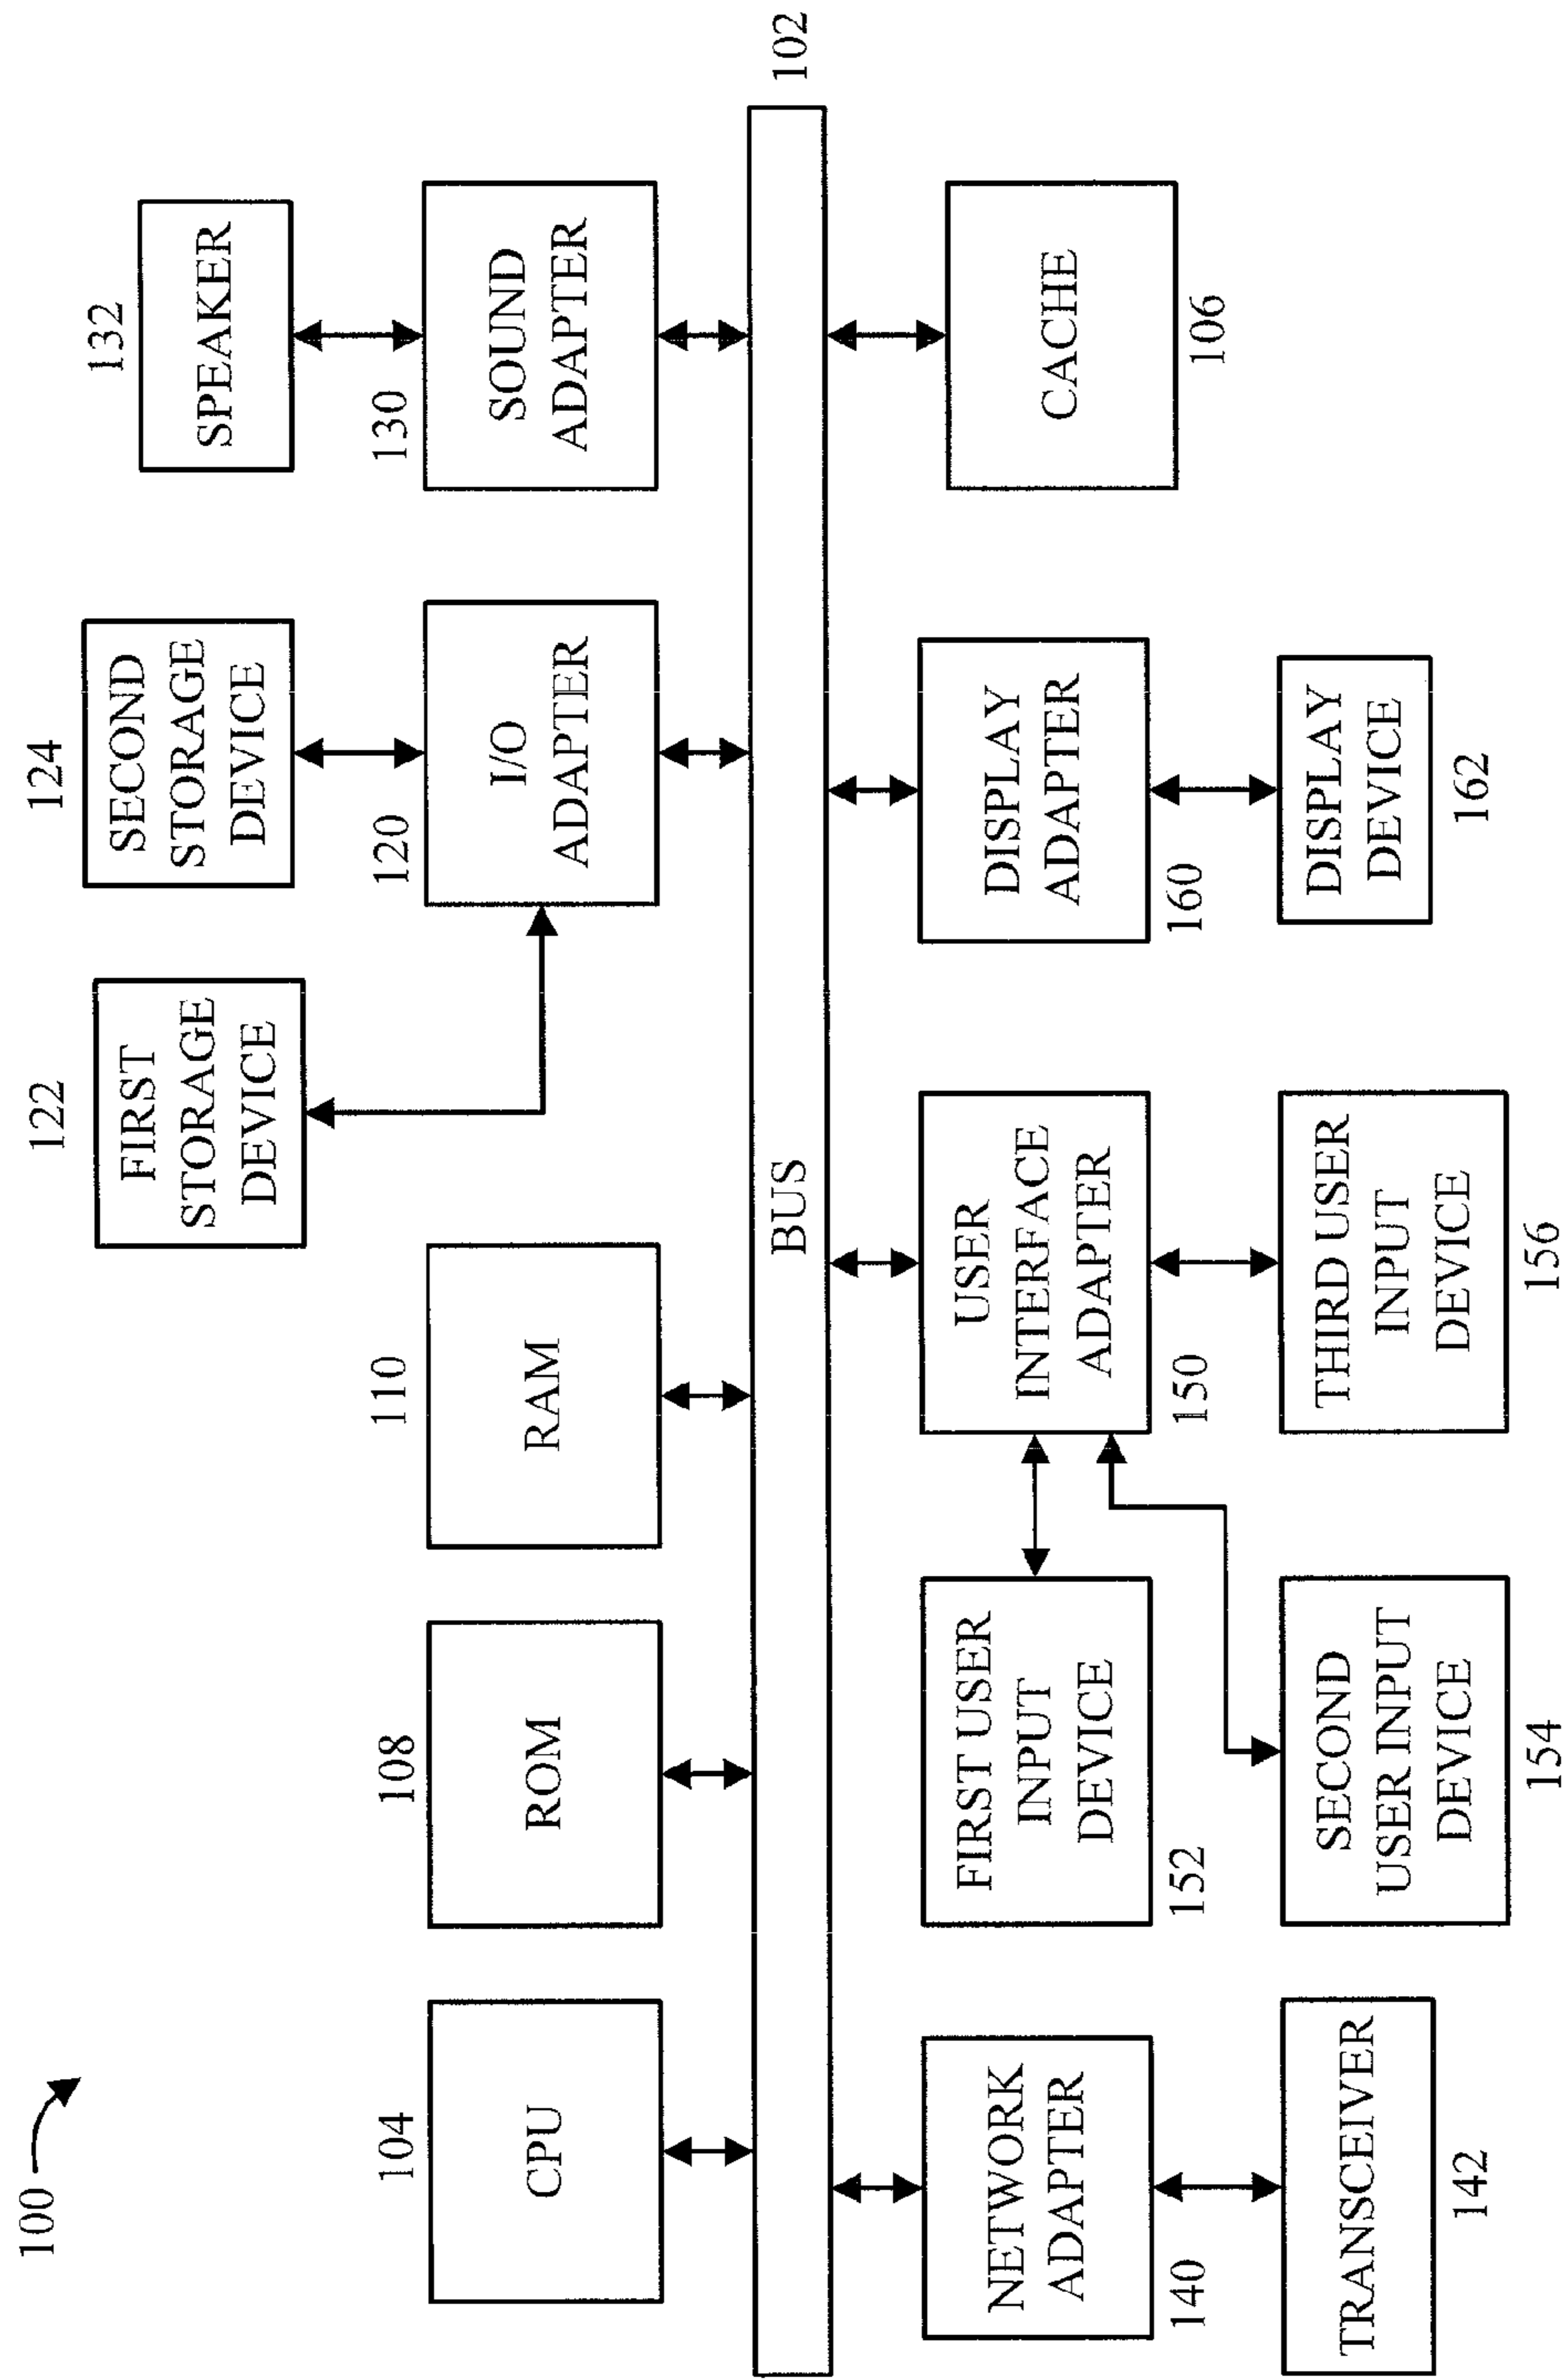 100
104
CPU
108
ROM
110
RAM
122
FIRST
STORAGE
DEVICE
124
SECOND
STORAGE
DEVICE
120
I/O
ADAPTER
132
SPEAKER
130
SOUND
ADAPTER
BUS
102
NETWORK
ADAPTER
140
TRANSCEIVER
142
FIRST USER
INPUT
DEVICE
152
SECOND
USER INPUT
DEVICE
154
USER
INTERFACE
ADAPTER
150
THIRD USER
INPUT
DEVICE
156
DISPLAY
ADAPTER
160
DISPLAY
DEVICE
162
CACHE
106